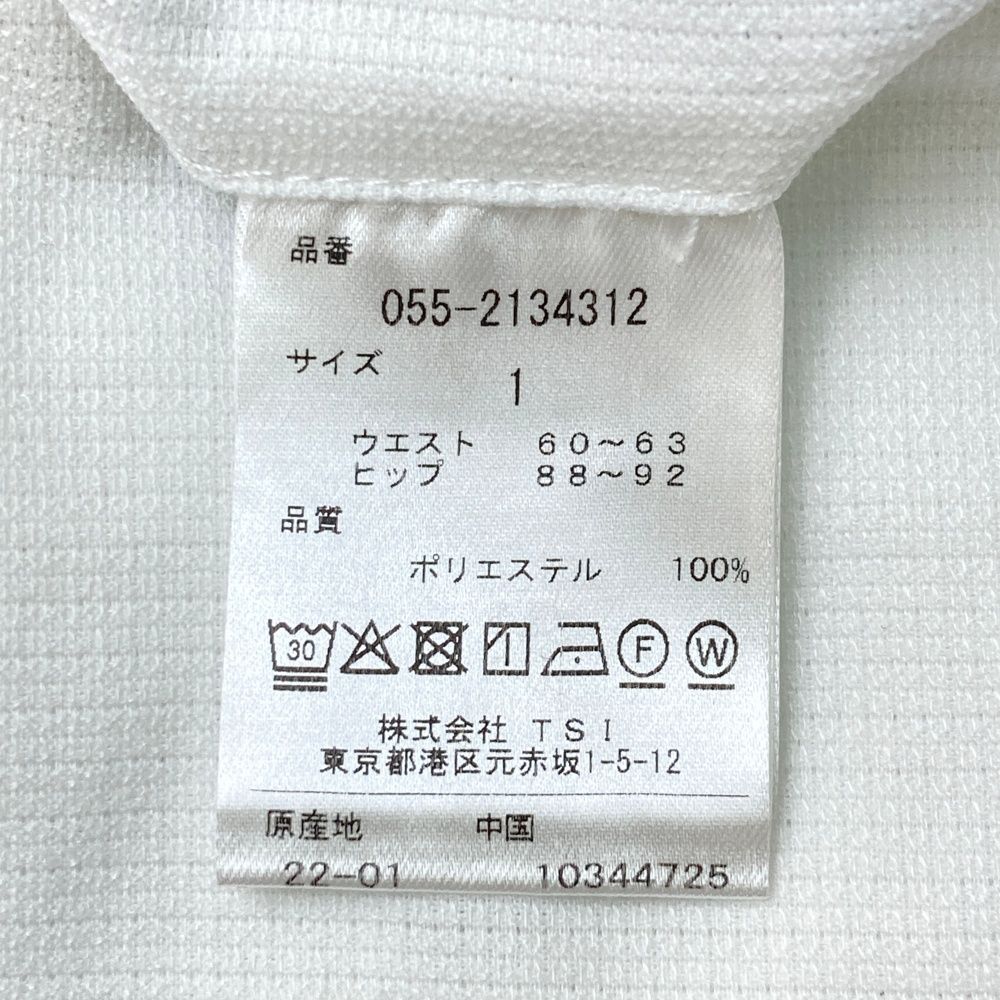 品番
055-2134312
サイズ
1
ウエスト 60～63
ヒップ 88～92
品質
ポリエステル 100%
30 F W
株式会社 TSI
東京都港区元赤坂1-5-12
原産地 中国
22-01 10344725